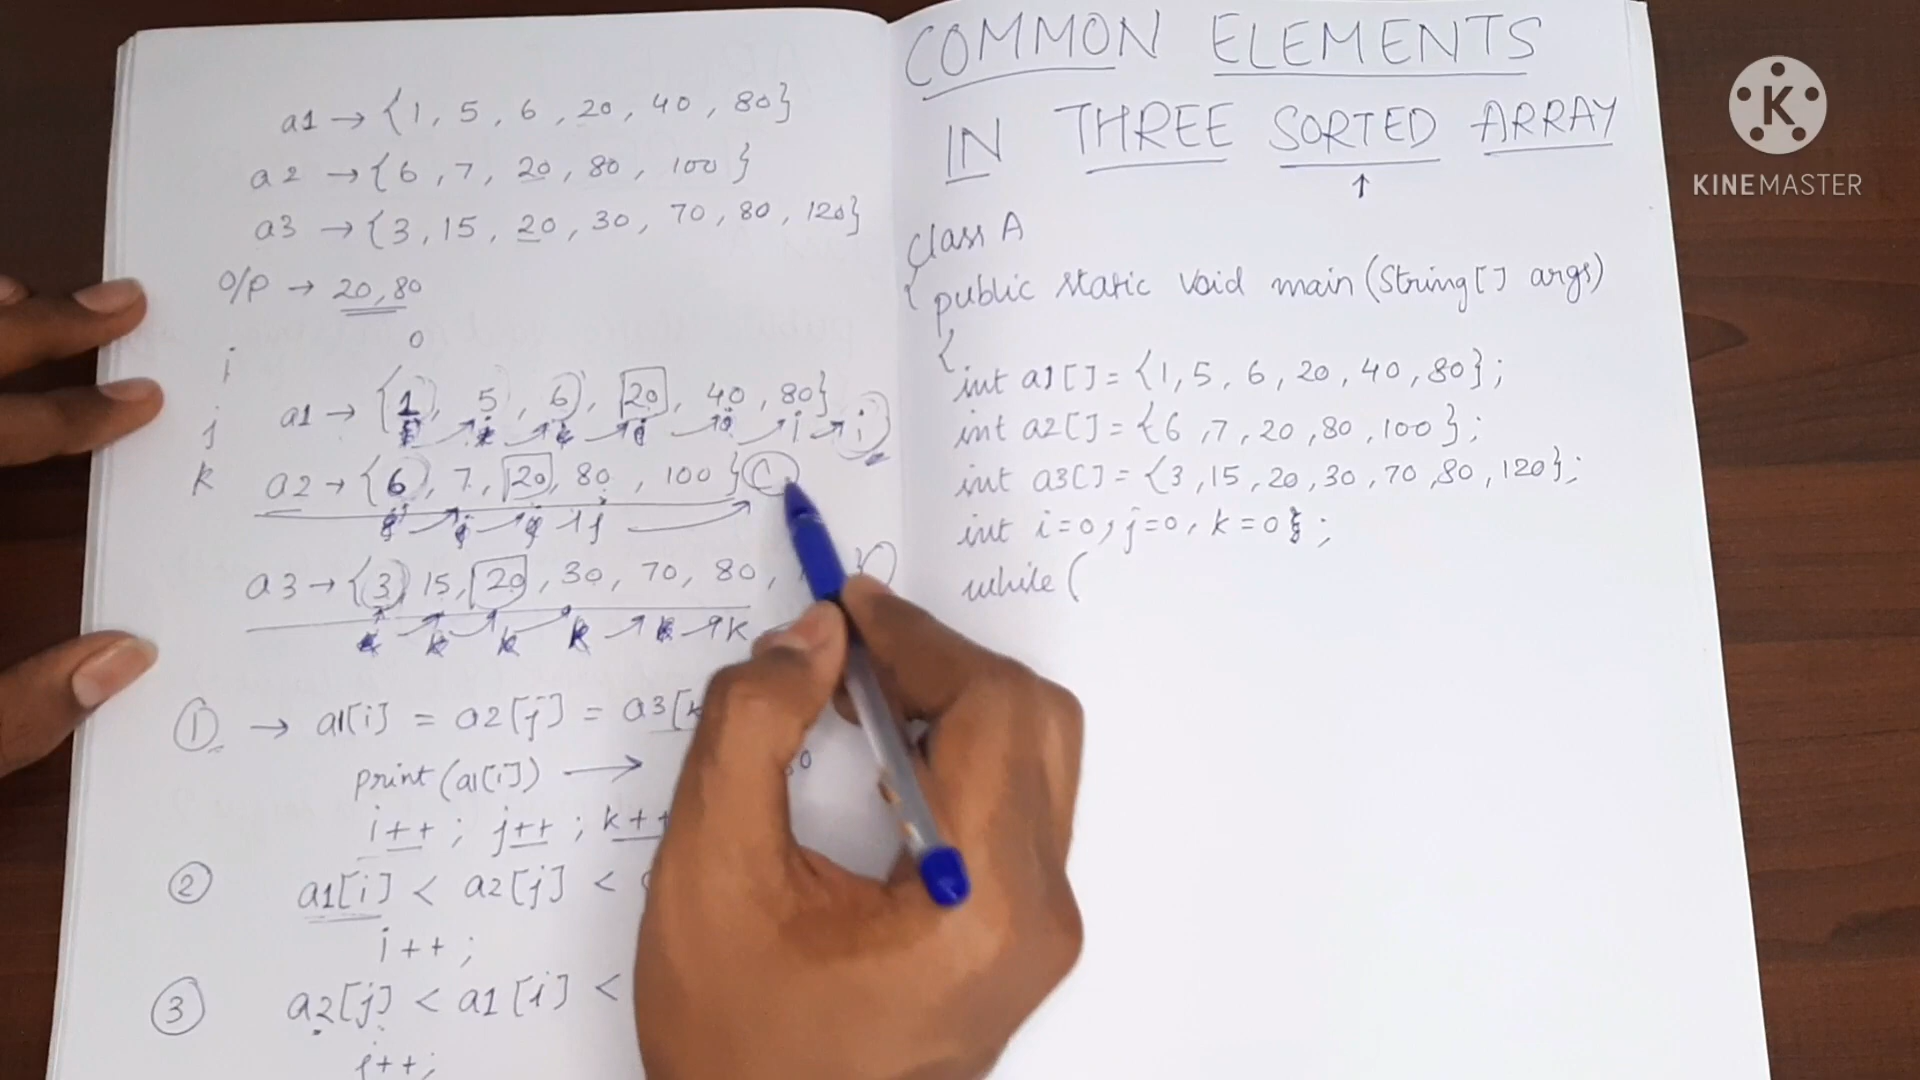 a1 → {1, 5, 6, 20, 40, 80}
a2 → {6, 7, 20, 80, 100}
a3 → {3, 15, 20, 30, 70, 80, 120}
O/P → 20, 80
0
i
a1 → {1, 5, 6, 20, 40, 80}
i i
j
k
a2 → {6, 7, 20, 80, 100}
j
a3 → {3, 15, 20, 30, 70, 80,
k k k k k k
① → a1[i] = a2[j] = a3[k
print(a1[i]) →
i++; j++; k++
② a1[i] < a2[j] <
i++;
③ a2[j] < a1[i] <
j++;
COMMON ELEMENTS
IN THREE SORTED ARRAY
↑
class A
{ public static void main(String[] args)
{
int a1[] = {1, 5, 6, 20, 40, 80};
int a2[] = {6, 7, 20, 80, 100};
int a3[] = {3, 15, 20, 30, 70, 80, 120};
int i=0, j=0, k=0;
while (
K
KINEMASTER